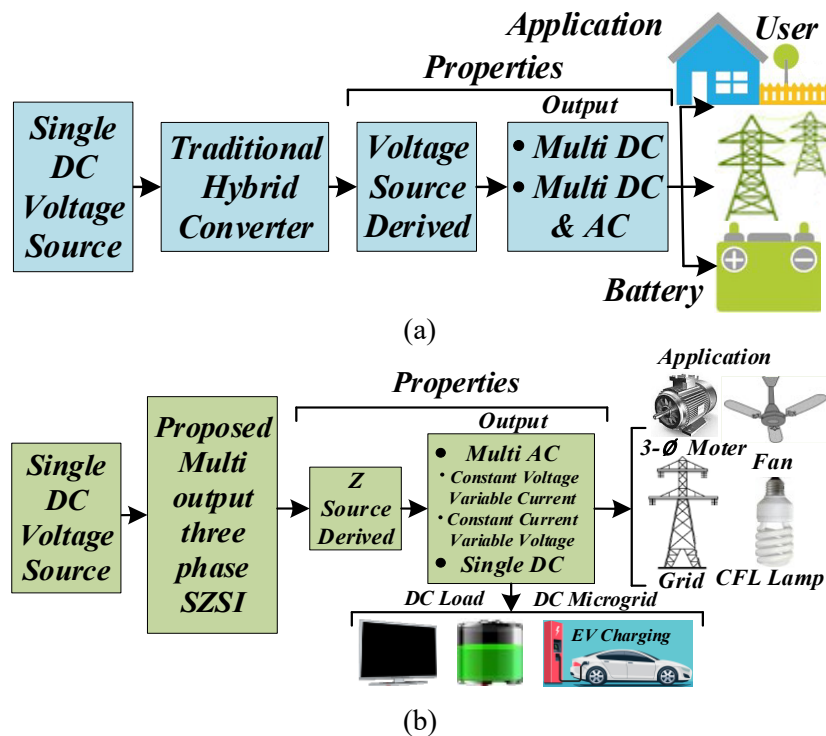 Application
User
Properties
Output
Single
DC
Voltage
Source
Traditional
Hybrid
Converter
Voltage
Source
Derived
• Multi DC
• Multi DC
& AC
Battery
(a)
Application
Properties
Output
Single
DC
Voltage
Source
Proposed
Multi
output
three
phase
SZSI
Z
Source
Derived
• Multi AC
· Constant Voltage
Variable Current
· Constant Current
Variable Voltage
• Single DC
3-Ø Moter
Fan
Grid
CFL Lamp
DC Load
DC Microgrid
EV Charging
(b)